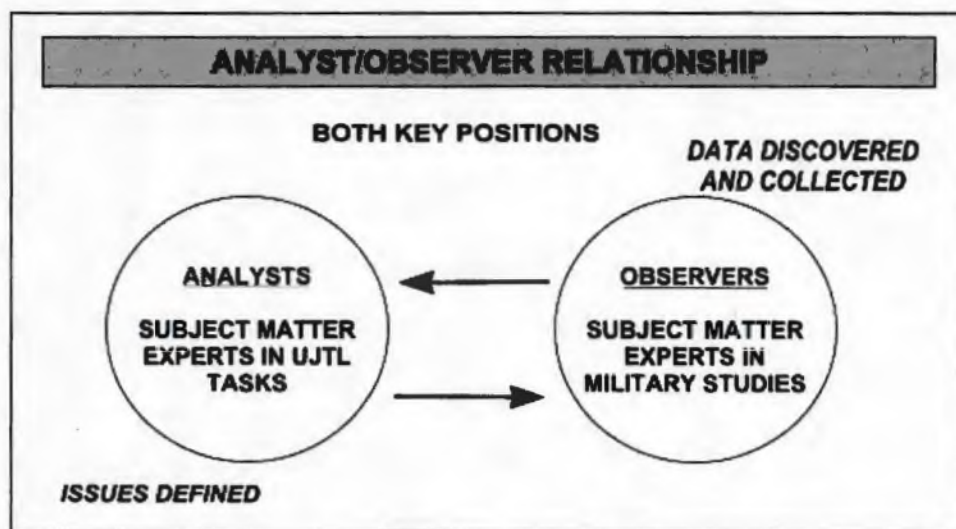 ANALYST/OBSERVER RELATIONSHIP
BOTH KEY POSITIONS
DATA DISCOVERED
AND COLLECTED
ANALYSTS
SUBJECT MATTER
EXPERTS IN UJTL
TASKS
OBSERVERS
SUBJECT MATTER
EXPERTS IN
MILITARY STUDIES
ISSUES DEFINED